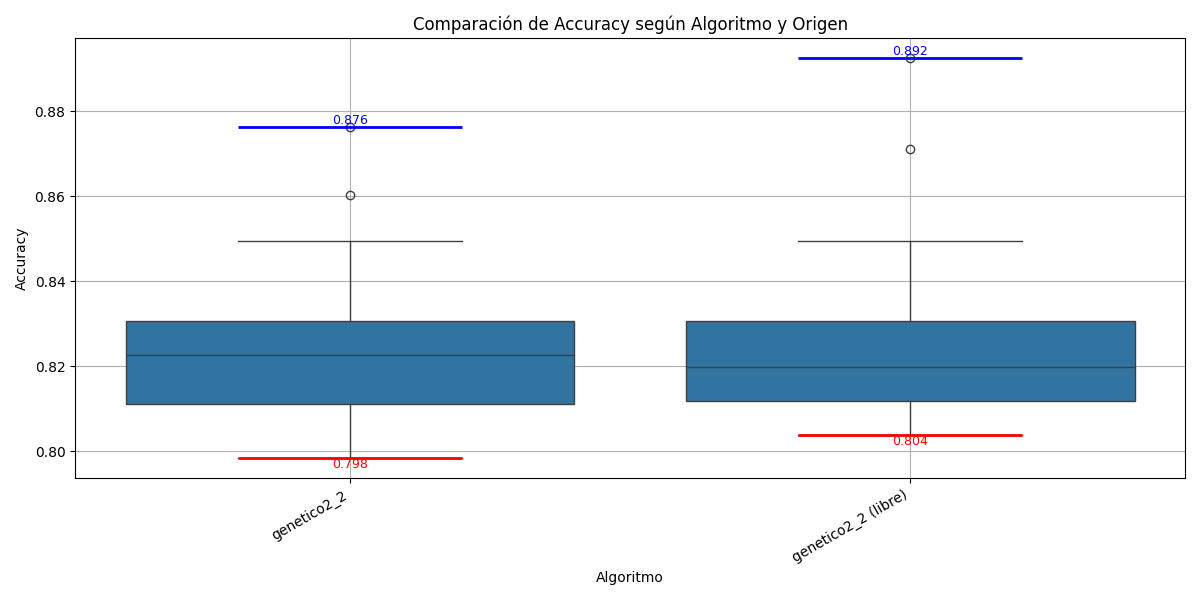 Comparación de Accuracy según Algoritmo y Origen
0.892
0.88
0.876
0.86
0.84
0.82
0.80
0.804
0.798
Accuracy
genetico2_2
genetico2_2 (libre)
Algoritmo